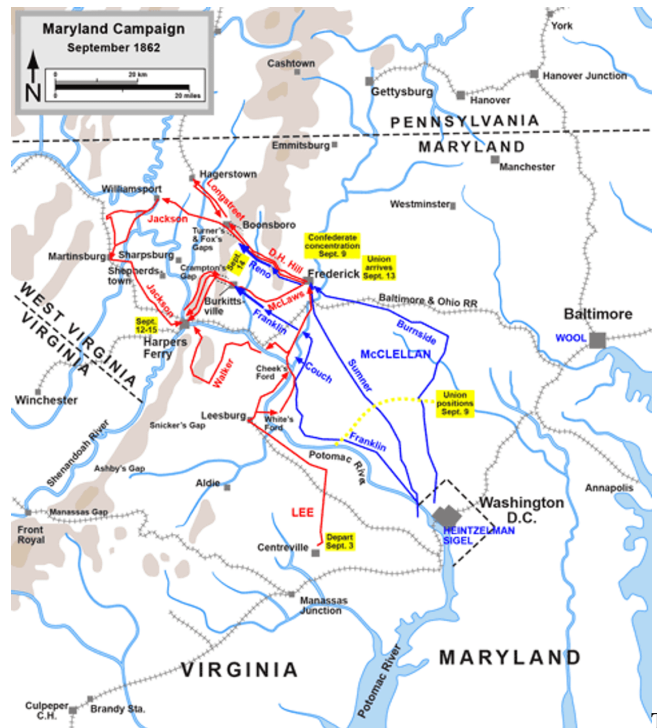 Maryland Campaign
September 1862
0 20 km
0 20 miles
N
York
Cashtown
Gettysburg
Hanover Junction
Hanover
PENNSYLVANIA
MARYLAND
Emmitsburg
Manchester
Hagerstown
Williamsport
Longstreet
Westminster
Jackson
Boonsboro
Turner's
& Fox's
Gaps
D.H. Hill
Confederate
concentration
Sept. 9
Union
arrives
Sept. 13
Martinsburg
Sharpsburg
Shepherds-
town
Crampton's
Gap
Sept.
14
Reno
Frederick
McLaws
Burkitts-
ville
Baltimore & Ohio RR
Jackson
Franklin
Burnside
Baltimore
WOOL
WEST VIRGINIA
VIRGINIA
Sept.
12-15
Harpers
Ferry
McCLELLAN
Sumner
Walker
Cheek's
Ford
Couch
Union
positions
Sept. 9
Winchester
Leesburg
White's
Ford
Snicker's Gap
Franklin
Potomac Riva
Shenandoah River
Ashby's Gap
Aldie
Annapolis
Washington
D.C.
LEE
Manassas Gap
Front
Royal
HEINTZELMAN
SIGEL
Centreville
Depart
Sept. 3
Manassas
Junction
VIRGINIA
MARYLAND
Potomac River
Culpeper
C.H.
Brandy Sta.